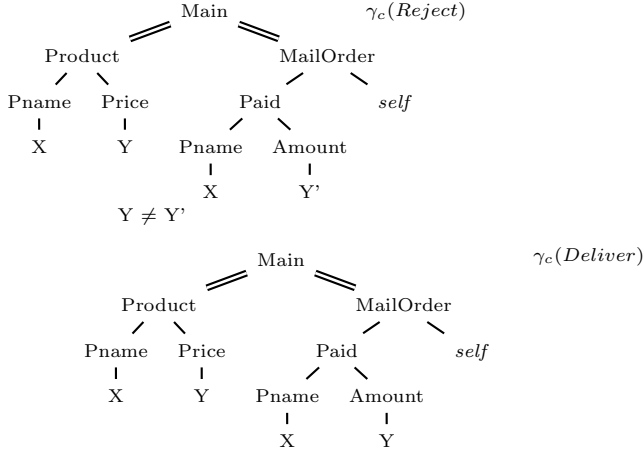 Main γc(Reject)
Product MailOrder
Pname Price Paid self
X Y Pname Amount
X Y'
Y ≠ Y'
Main γc(Deliver)
Product MailOrder
Pname Price Paid self
X Y Pname Amount
X Y